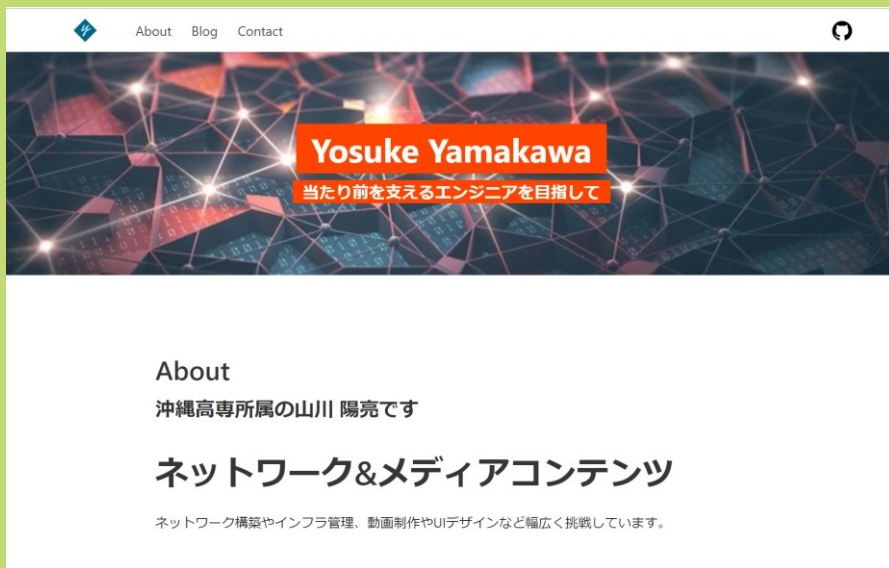 About Blog Contact
Yosuke Yamakawa
当たり前を支えるエンジニアを目指して
About
沖縄高専所属の山川 陽亮です
ネットワーク&メディアコンテンツ
ネットワーク構築やインフラ管理、動画制作やUIデザインなど幅広く挑戦しています。